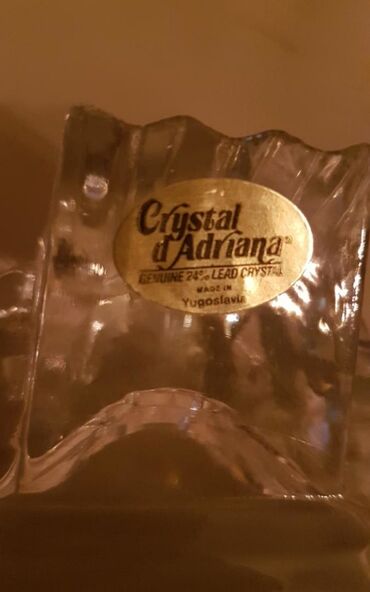 Crystal
d'Adriana®
GENUINE 24% LEAD CRYSTAL
MADE IN
Yugoslavia